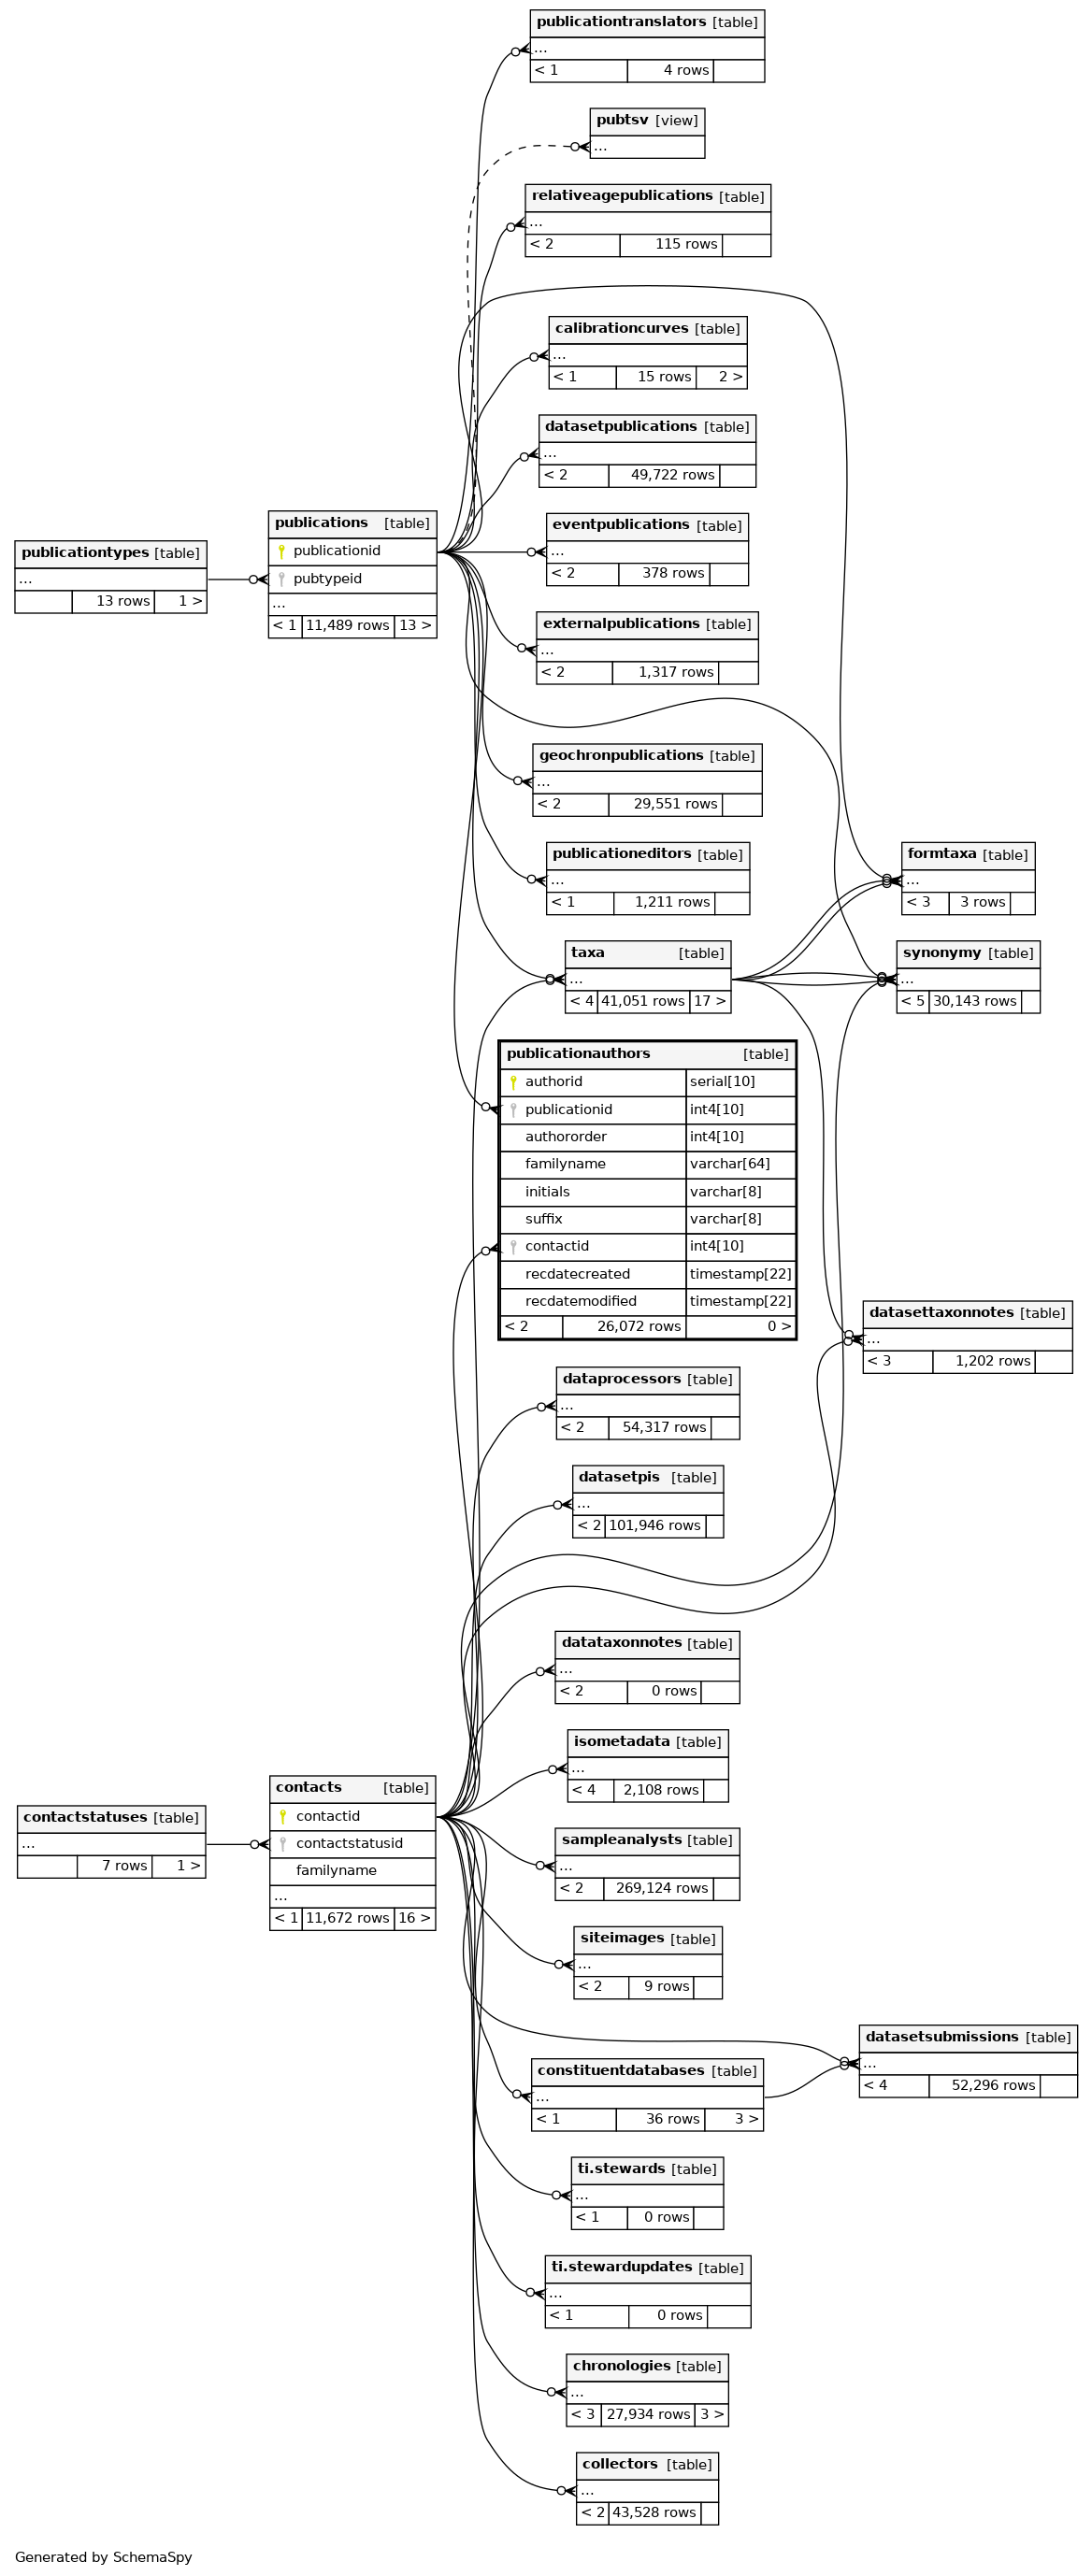 publicationtranslators [table]
...
< 1 4 rows
pubtsv [view]
...
relativeagepublications [table]
...
< 2 115 rows
calibrationcurves [table]
...
< 1 15 rows 2 >
datasetpublications [table]
...
< 2 49,722 rows
publicationtypes [table]
...
13 rows 1 >
publications [table]
publicationid
pubtypeid
...
< 1 11,489 rows 13 >
eventpublications [table]
...
< 2 378 rows
externalpublications [table]
...
< 2 1,317 rows
geochronpublications [table]
...
< 2 29,551 rows
publicationeditors [table]
...
< 1 1,211 rows
formtaxa [table]
...
< 3 3 rows
taxa [table]
...
< 4 41,051 rows 17 >
synonymy [table]
...
< 5 30,143 rows
publicationauthors [table]
authorid serial[10]
publicationid int4[10]
authororder int4[10]
familyname varchar[64]
initials varchar[8]
suffix varchar[8]
contactid int4[10]
recdatecreated timestamp[22]
recdatemodified timestamp[22]
< 2 26,072 rows 0 >
datasettaxonnotes [table]
...
< 3 1,202 rows
dataprocessors [table]
...
< 2 54,317 rows
datasetpis [table]
...
< 2 101,946 rows
datataxonnotes [table]
...
< 2 0 rows
isometadata [table]
...
< 4 2,108 rows
contactstatuses [table]
...
7 rows 1 >
contacts [table]
contactid
contactstatusid
familyname
...
< 1 11,672 rows 16 >
sampleanalysts [table]
...
< 2 269,124 rows
siteimages [table]
...
< 2 9 rows
datasetsubmissions [table]
...
< 4 52,296 rows
constituentdatabases [table]
...
< 1 36 rows 3 >
ti.stewards [table]
...
< 1 0 rows
ti.stewardupdates [table]
...
< 1 0 rows
chronologies [table]
...
< 3 27,934 rows 3 >
collectors [table]
...
< 2 43,528 rows
Generated by SchemaSpy